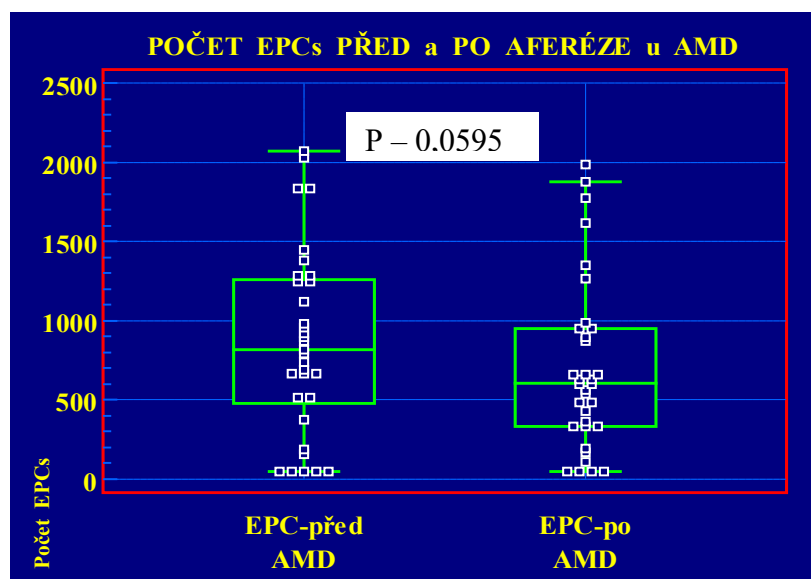 POČET EPCs PŘED a PO AFERÉZE u AMD
P – 0,0595
2500
2000
1500
1000
500
0
Počet EPCs
EPC-před
AMD
EPC-po
AMD